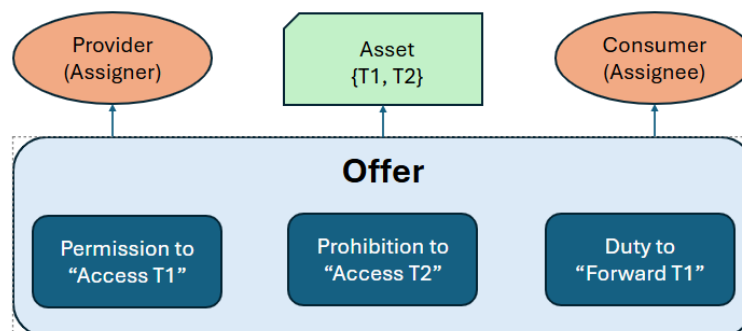 Provider
(Assigner)
Asset
{T1, T2}
Consumer
(Assignee)
Offer
Permission to
“Access T1”
Prohibition to
“Access T2”
Duty to
“Forward T1”